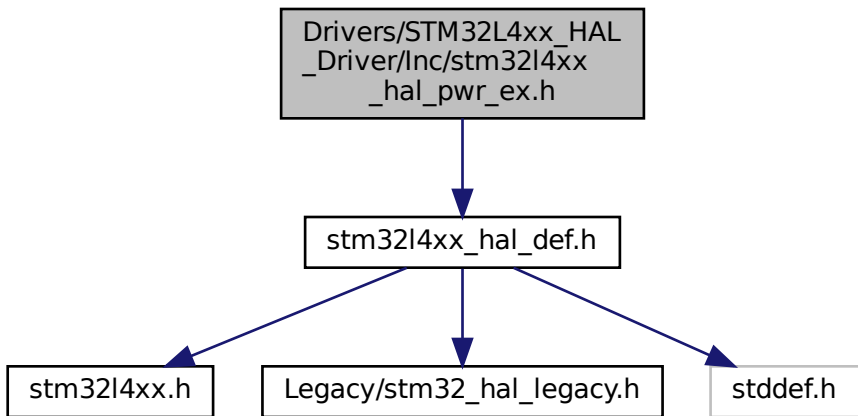 Drivers/STM32L4xx_HAL
_Driver/Inc/stm32l4xx
_hal_pwr_ex.h
stm32l4xx_hal_def.h
stm32l4xx.h
Legacy/stm32_hal_legacy.h
stddef.h